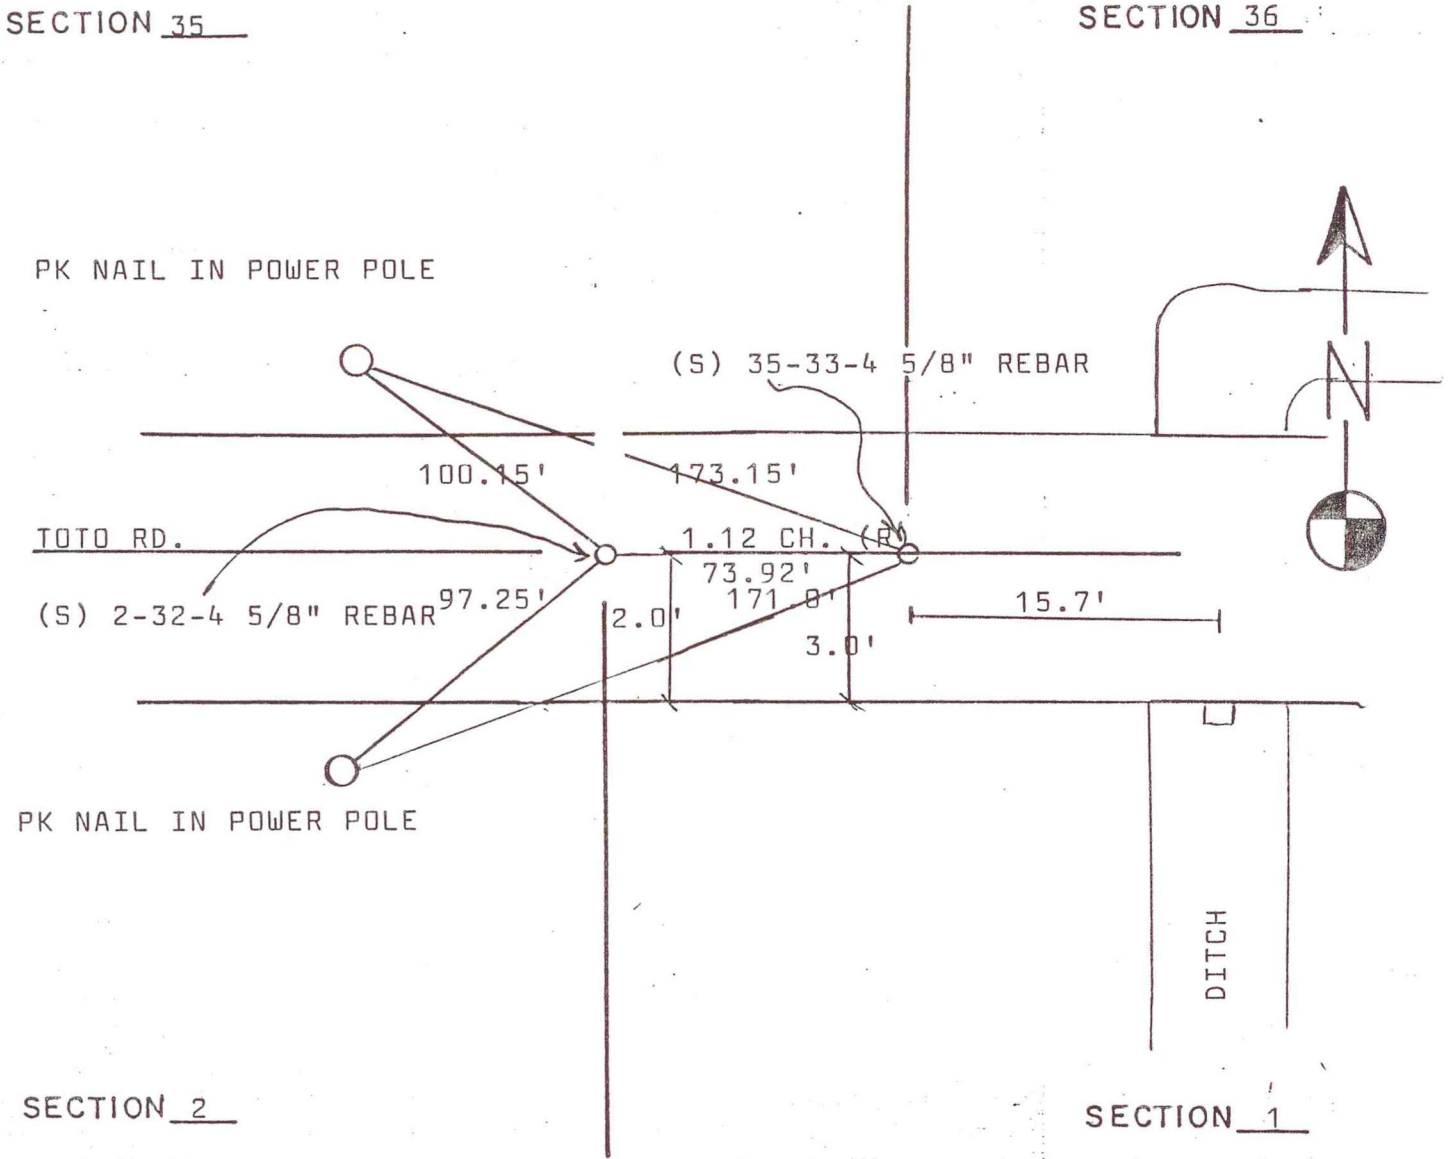 SECTION 35
SECTION 36
PK NAIL IN POWER POLE
(S) 35-33-4 5/8" REBAR
N
100.15'
173.15'
TOTO RD.
1.12 CH. (R)
73.92'
(S) 2-32-4 5/8" REBAR
97.25'
171.0'
2.0'
15.7'
3.0'
PK NAIL IN POWER POLE
DITCH
SECTION 2
SECTION 1